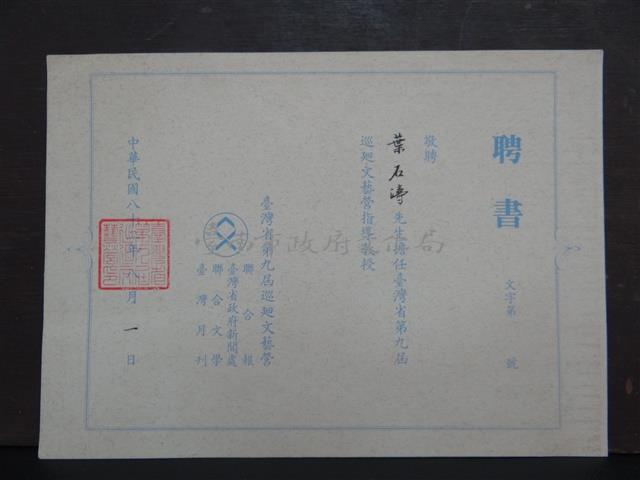 聘書
文字第 號
敬聘
葉石濤先生擔任臺灣省第九屆
巡迴文藝營指導教授
臺灣省第九屆巡迴文藝營
聯合報
臺灣省政府新聞處
聯合文學
臺灣月刊
中華民國八十 年八月一日